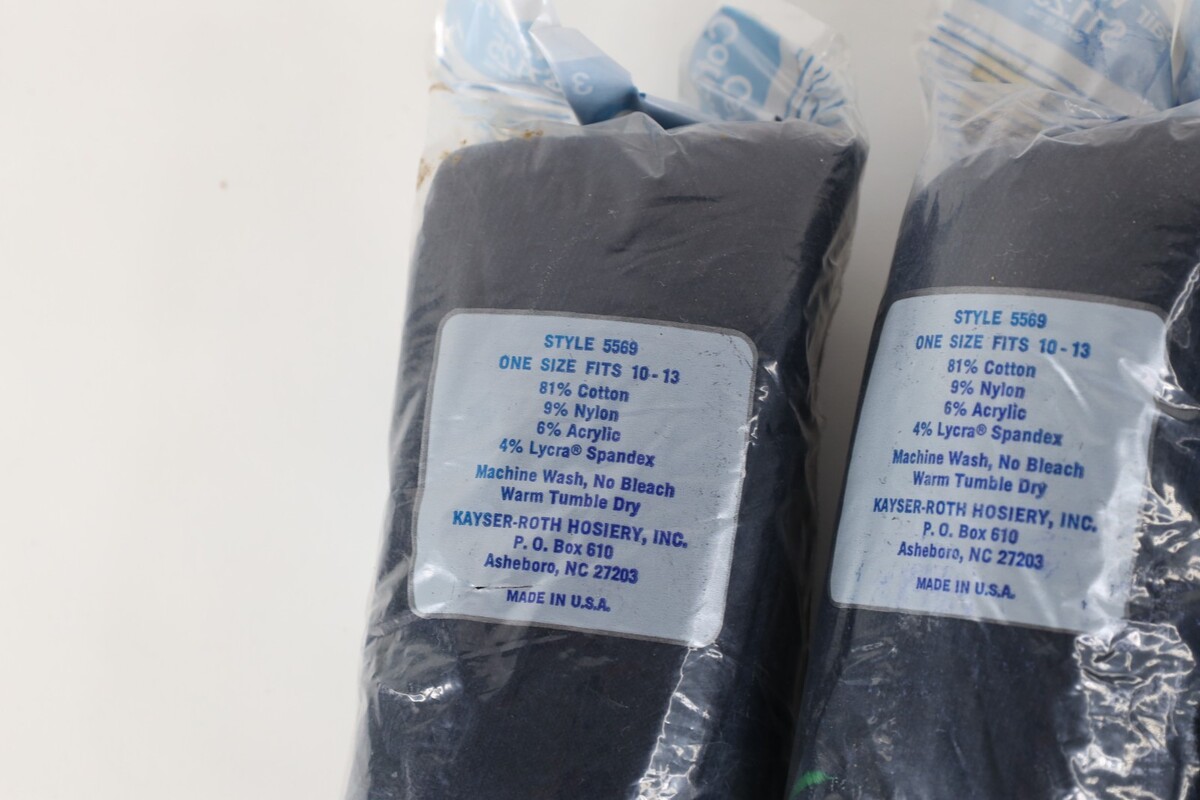 STYLE 5569
ONE SIZE FITS 10-13
81% Cotton
9% Nylon
6% Acrylic
4% Lycra® Spandex
Machine Wash, No Bleach
Warm Tumble Dry
KAYSER-ROTH HOSIERY, INC.
P. O. Box 610
Asheboro, NC 27203
MADE IN U.S.A.
STYLE 5569
ONE SIZE FITS 10-13
81% Cotton
9% Nylon
6% Acrylic
4% Lycra® Spandex
Machine Wash, No Bleach
Warm Tumble Dry
KAYSER-ROTH HOSIERY, INC.
P. O. Box 610
Asheboro, NC 27203
MADE IN U.S.A.